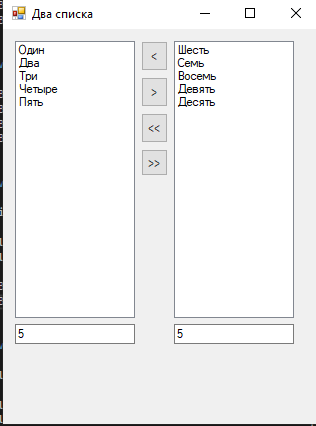 Два списка
Один
Два
Три
Четыре
Пять
<
>
<<
>>
Шесть
Семь
Восемь
Девять
Десять
5
5